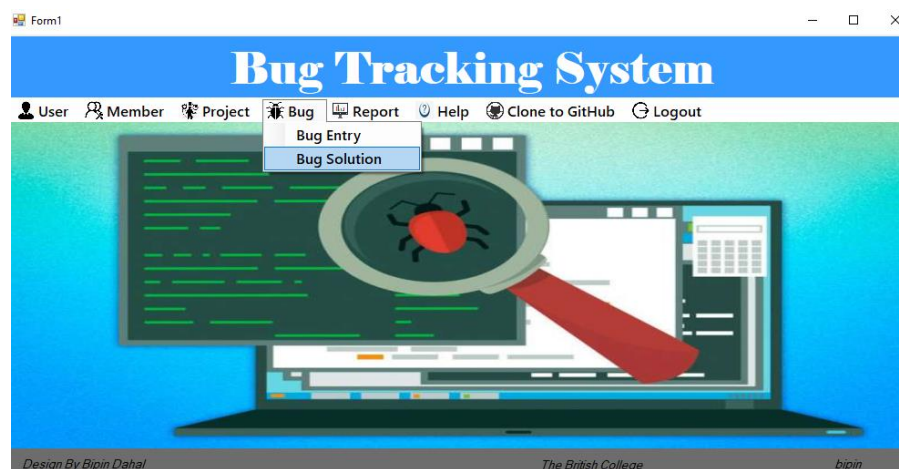 Form1
Bug Tracking System
User Member Project Bug Report Help Clone to GitHub Logout
Bug Entry
Bug Solution
Design By Bipin Dahal The British College bipin